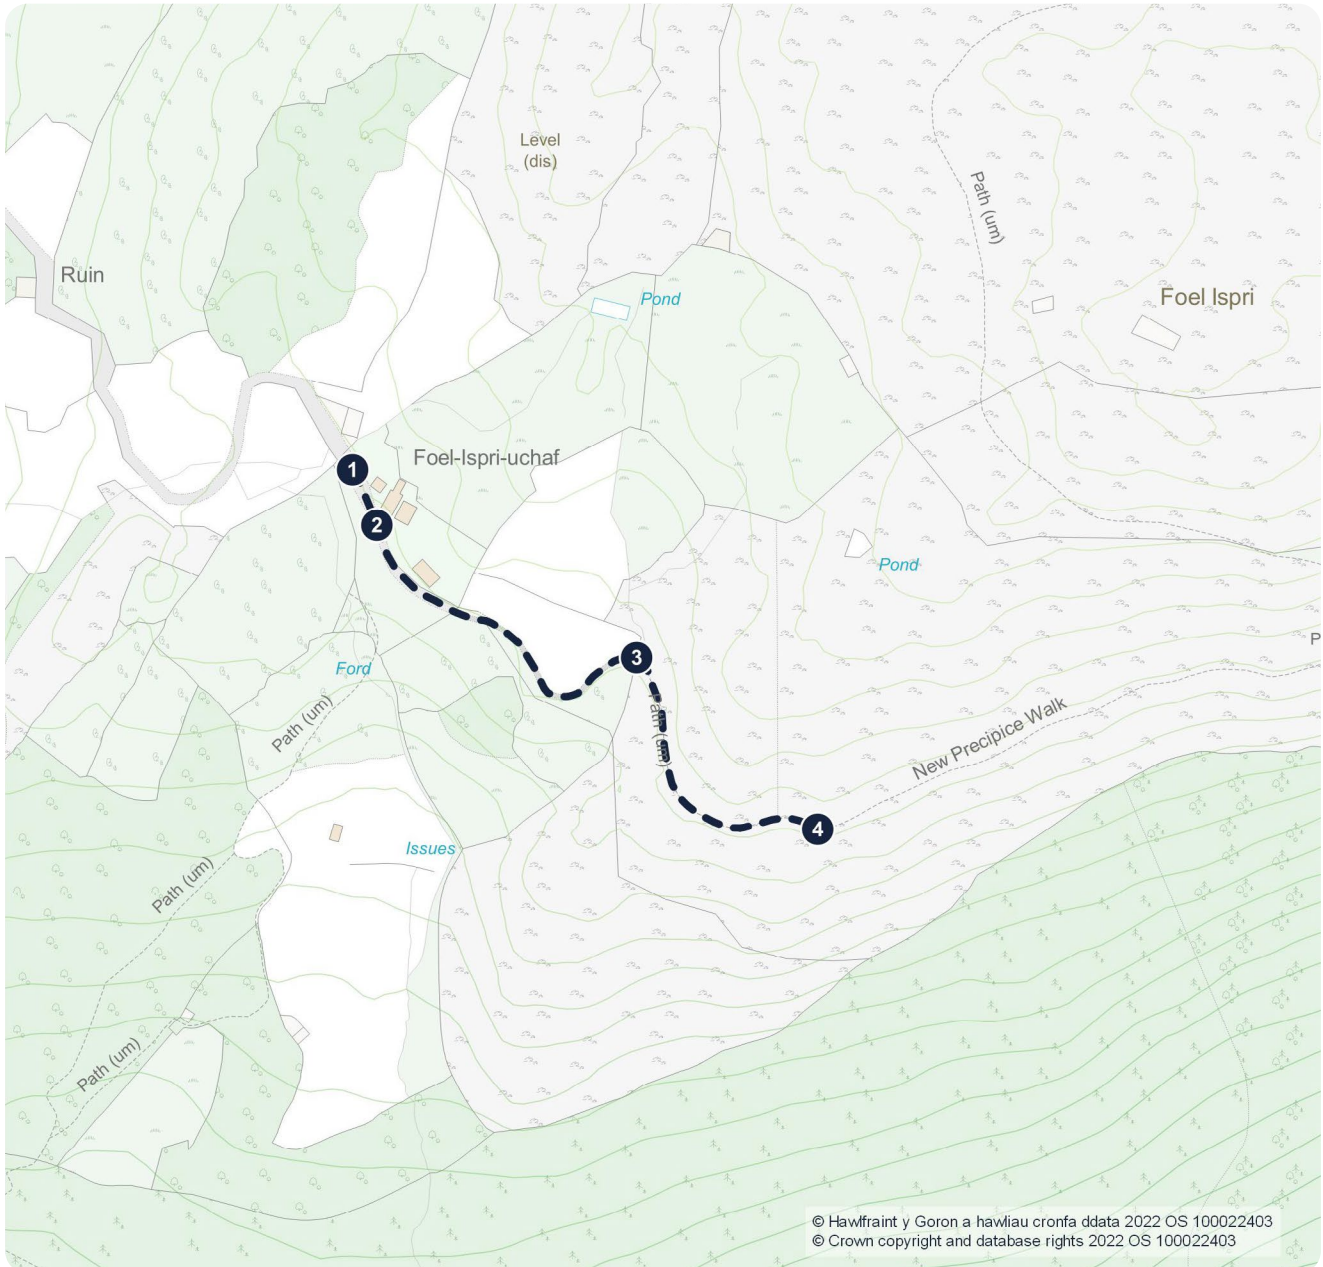 Level
(dis)
Path (um)
Ruin
Foel Ispri
Pond
Foel-Ispri-uchaf
1
2
Pond
P
3
Ford
Path (um)
Path (um)
New Precipice Walk
4
Issues
Path (um)
Path (um)
© Hawlfraint y Goron a hawliau cronfa ddata 2022 OS 100022403
© Crown copyright and database rights 2022 OS 100022403